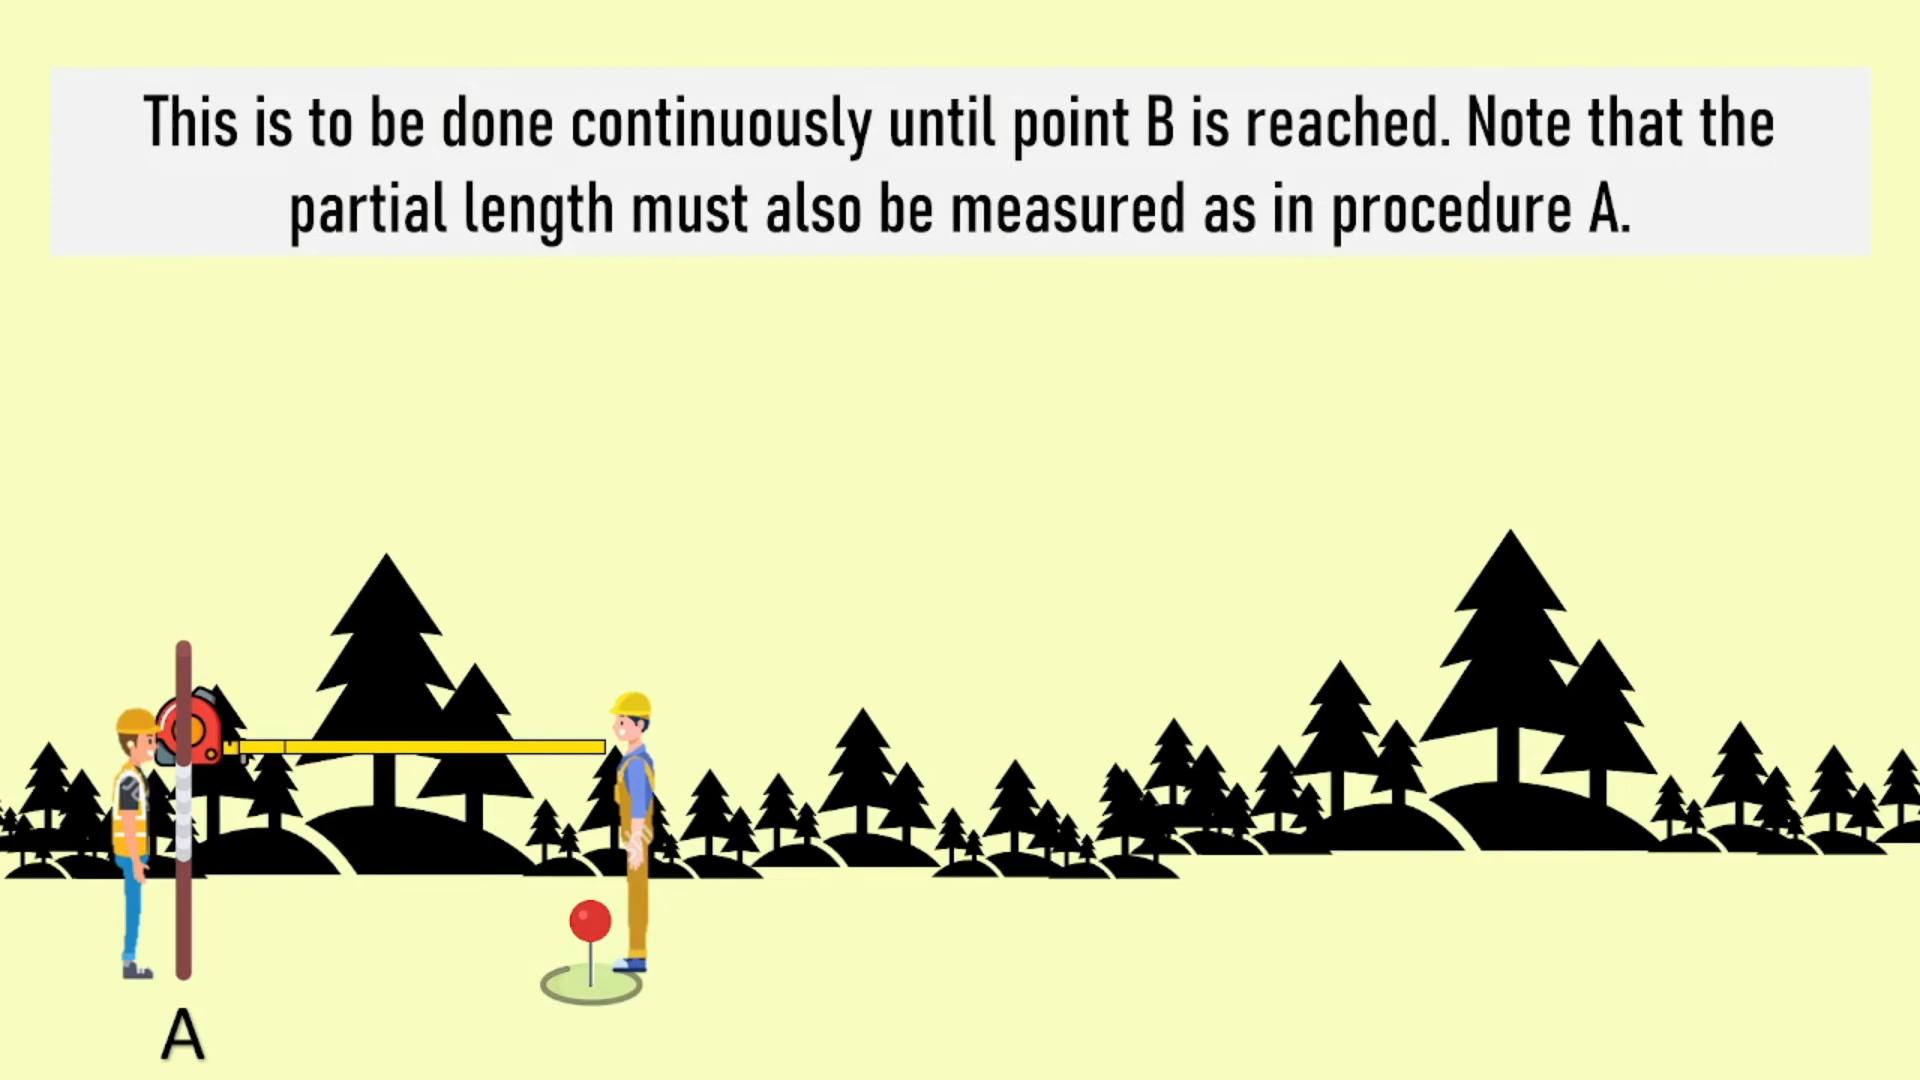 This is to be done continuously until point B is reached. Note that the
partial length must also be measured as in procedure A.
A